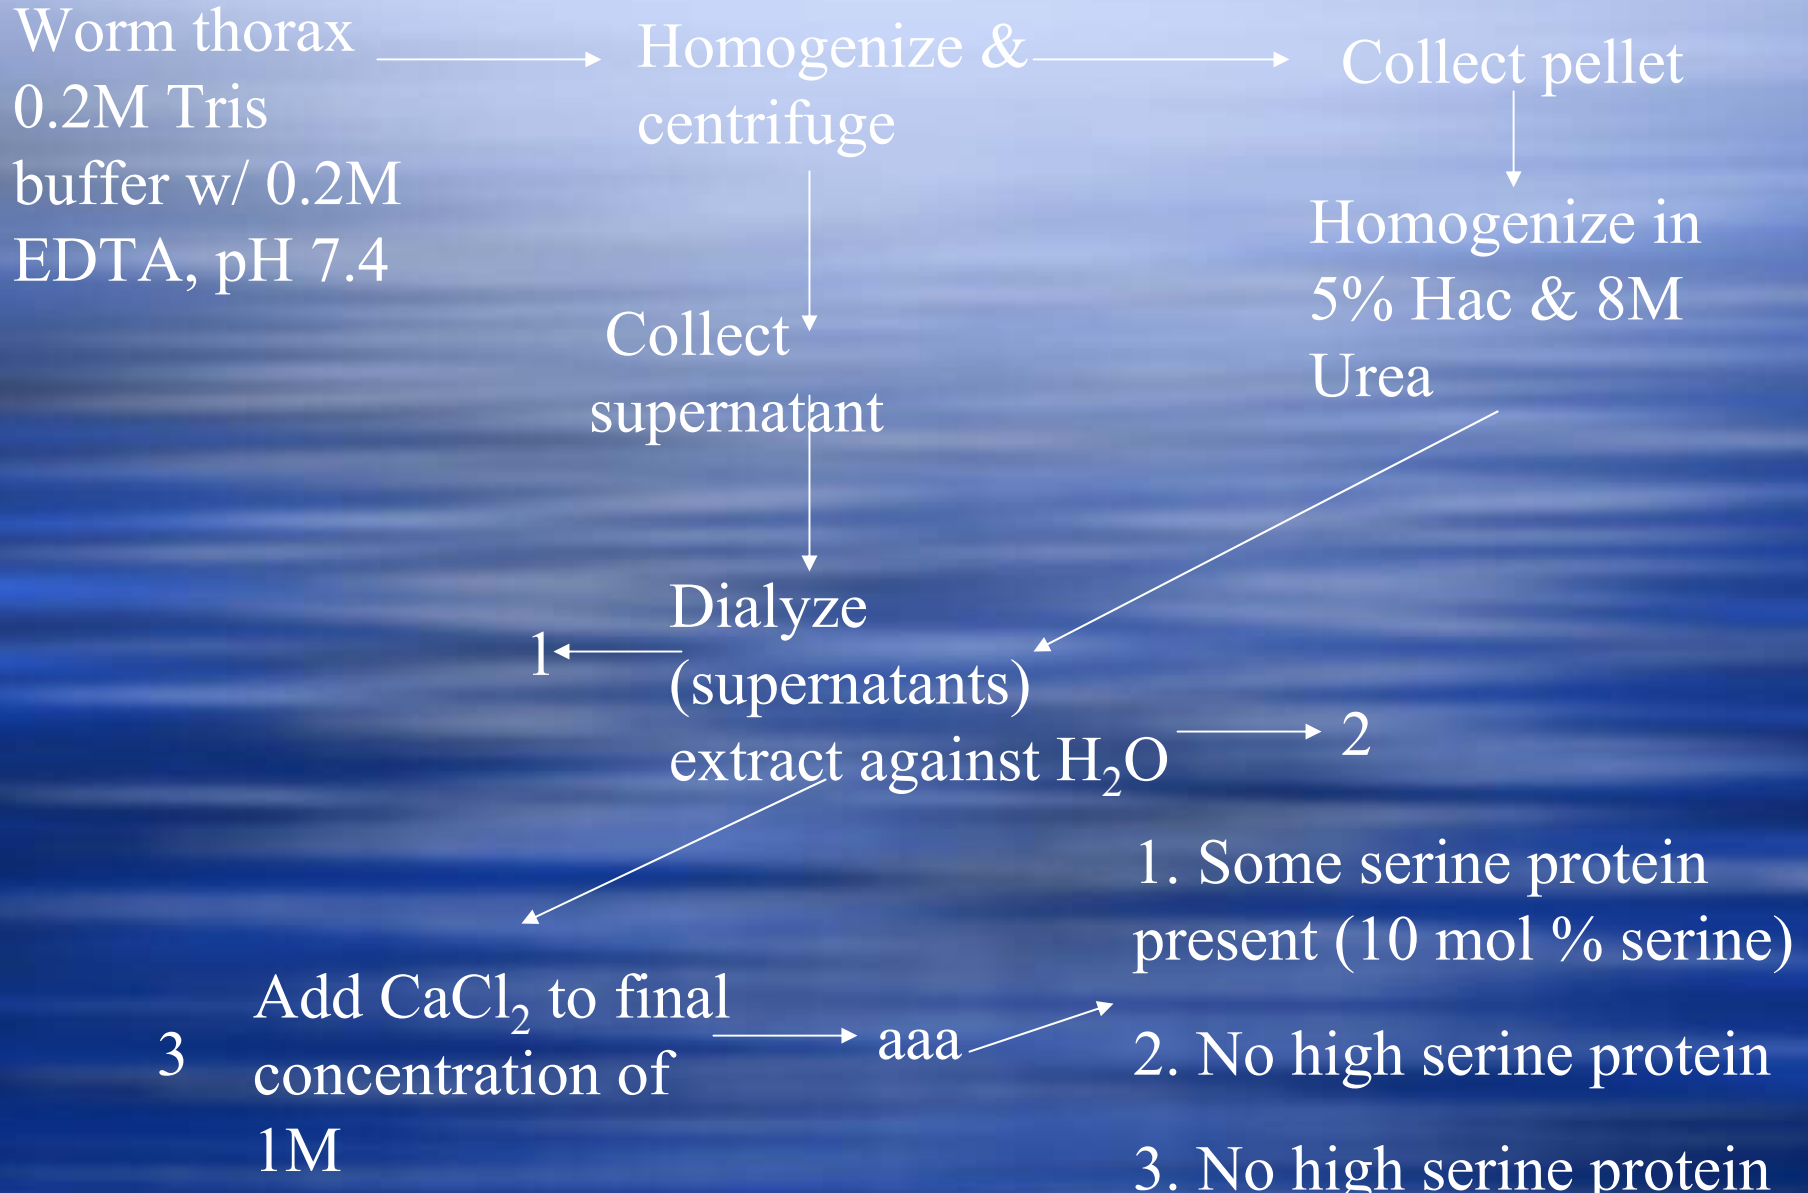 Worm thorax
0.2M Tris
buffer w/ 0.2M
EDTA, pH 7.4
Homogenize &
centrifuge
Collect pellet
Homogenize in
5% Hac & 8M
Urea
Collect
supernatant
Dialyze
(supernatants)
extract against H₂O
1
2
3
Add CaCl₂ to final
concentration of
1M
aaa
1. Some serine protein
present (10 mol % serine)
2. No high serine protein
3. No high serine protein